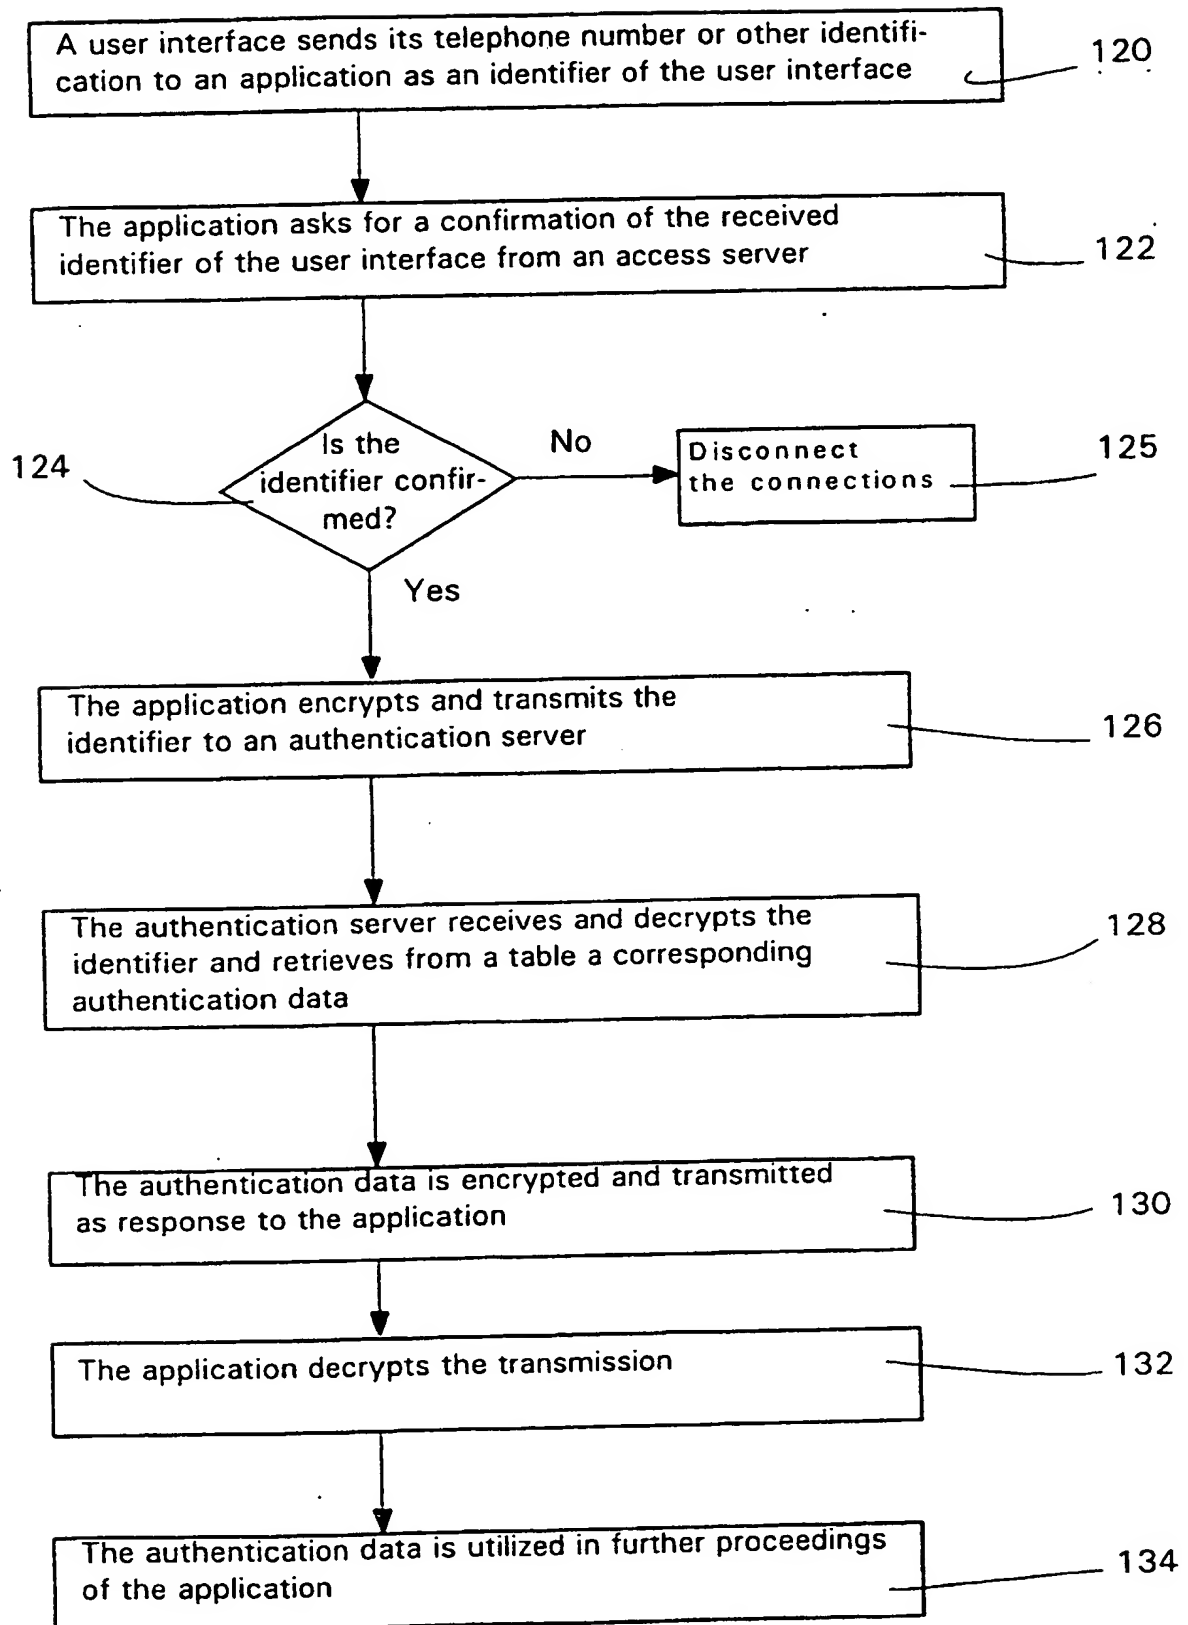 A user interface sends its telephone number or other identifi-
cation to an application as an identifier of the user interface
120
The application asks for a confirmation of the received
identifier of the user interface from an access server
122
124
Is the
identifier confir-
med?
No
Disconnect
the connections
125
Yes
The application encrypts and transmits the
identifier to an authentication server
126
The authentication server receives and decrypts the
identifier and retrieves from a table a corresponding
authentication data
128
The authentication data is encrypted and transmitted
as response to the application
130
The application decrypts the transmission
132
The authentication data is utilized in further proceedings
of the application
134